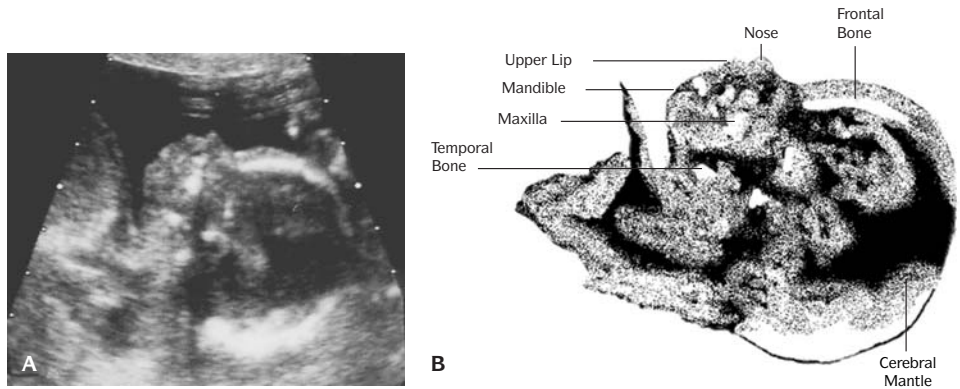 Frontal
Bone
Nose
Upper Lip
Mandible
Maxilla
Temporal
Bone
A
B
Cerebral
Mantle